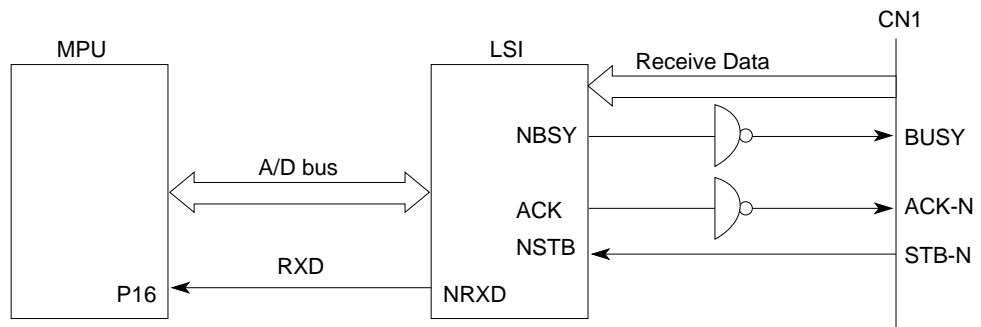 CN1
MPU
LSI
Receive Data
NBSY
BUSY
A/D bus
ACK
ACK-N
NSTB
STB-N
RXD
P16
NRXD